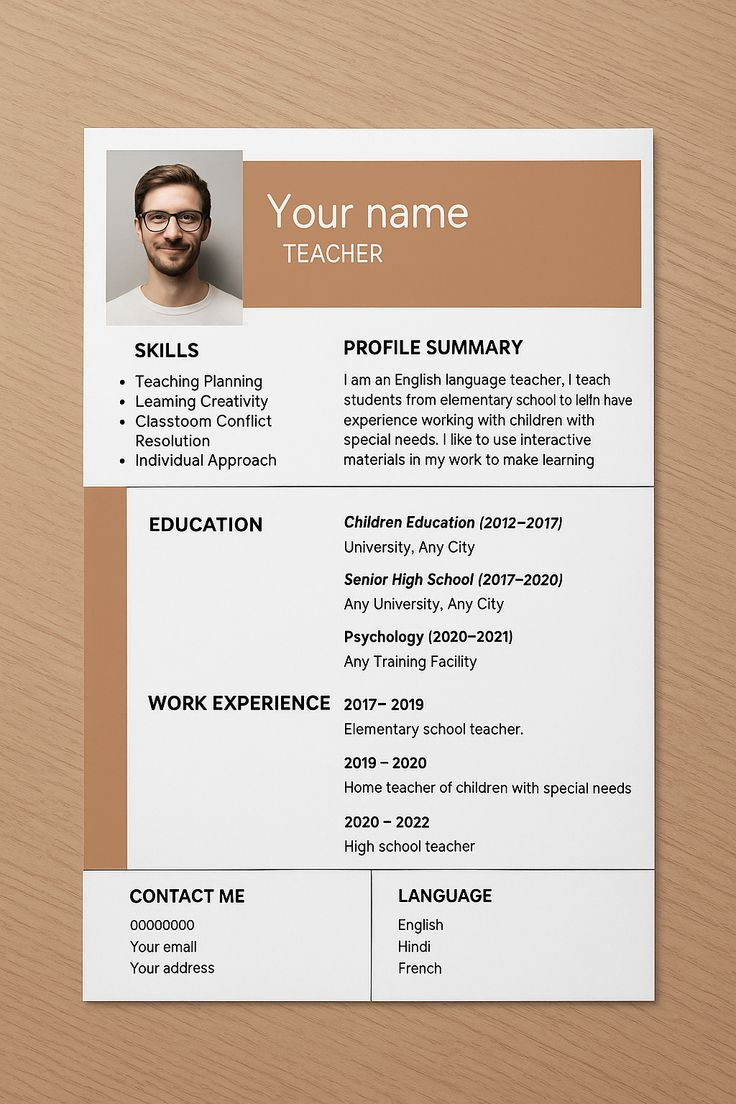 Your name
TEACHER
SKILLS
• Teaching Planning
• Leaming Creativity
• Classtoom Conflict
Resolution
• Individual Approach
PROFILE SUMMARY
I am an English language teacher, I teach
students from elementary school to lelfn have
experience working with children with
special needs. I like to use interactive
materials in my work to make learning
EDUCATION
Children Education (2012–2017)
University, Any City
Senior High School (2017–2020)
Any University, Any City
Psychology (2020–2021)
Any Training Facility
WORK EXPERIENCE
2017– 2019
Elementary school teacher.
2019 – 2020
Home teacher of children with special needs
2020 – 2022
High school teacher
CONTACT ME
00000000
Your emall
Your address
LANGUAGE
English
Hindi
French